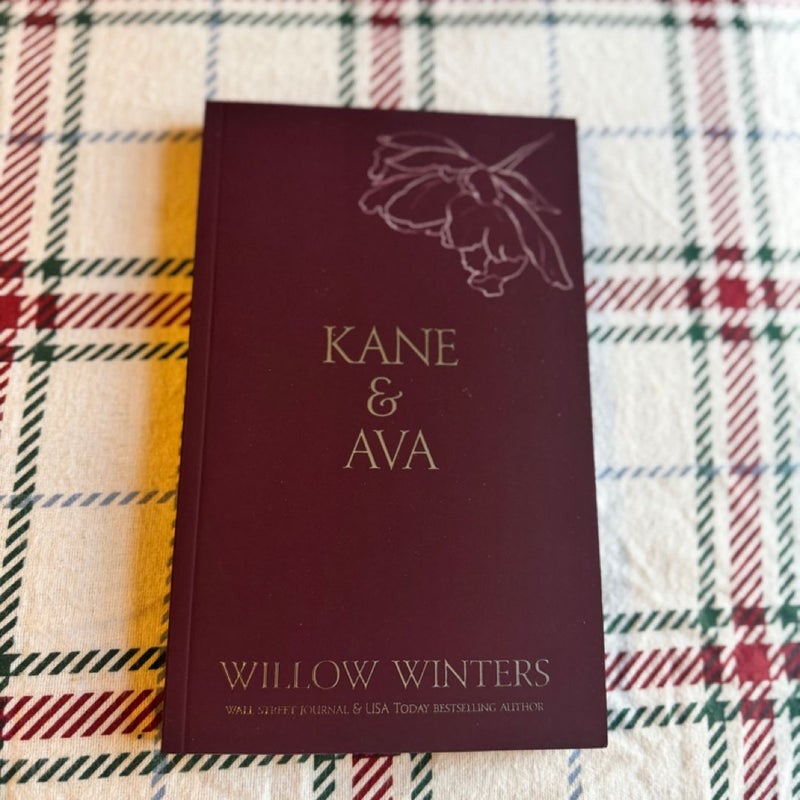 KANE
&
AVA
WILLOW WINTERS
WALL STREET JOURNAL & USA TODAY BESTSELLING AUTHOR